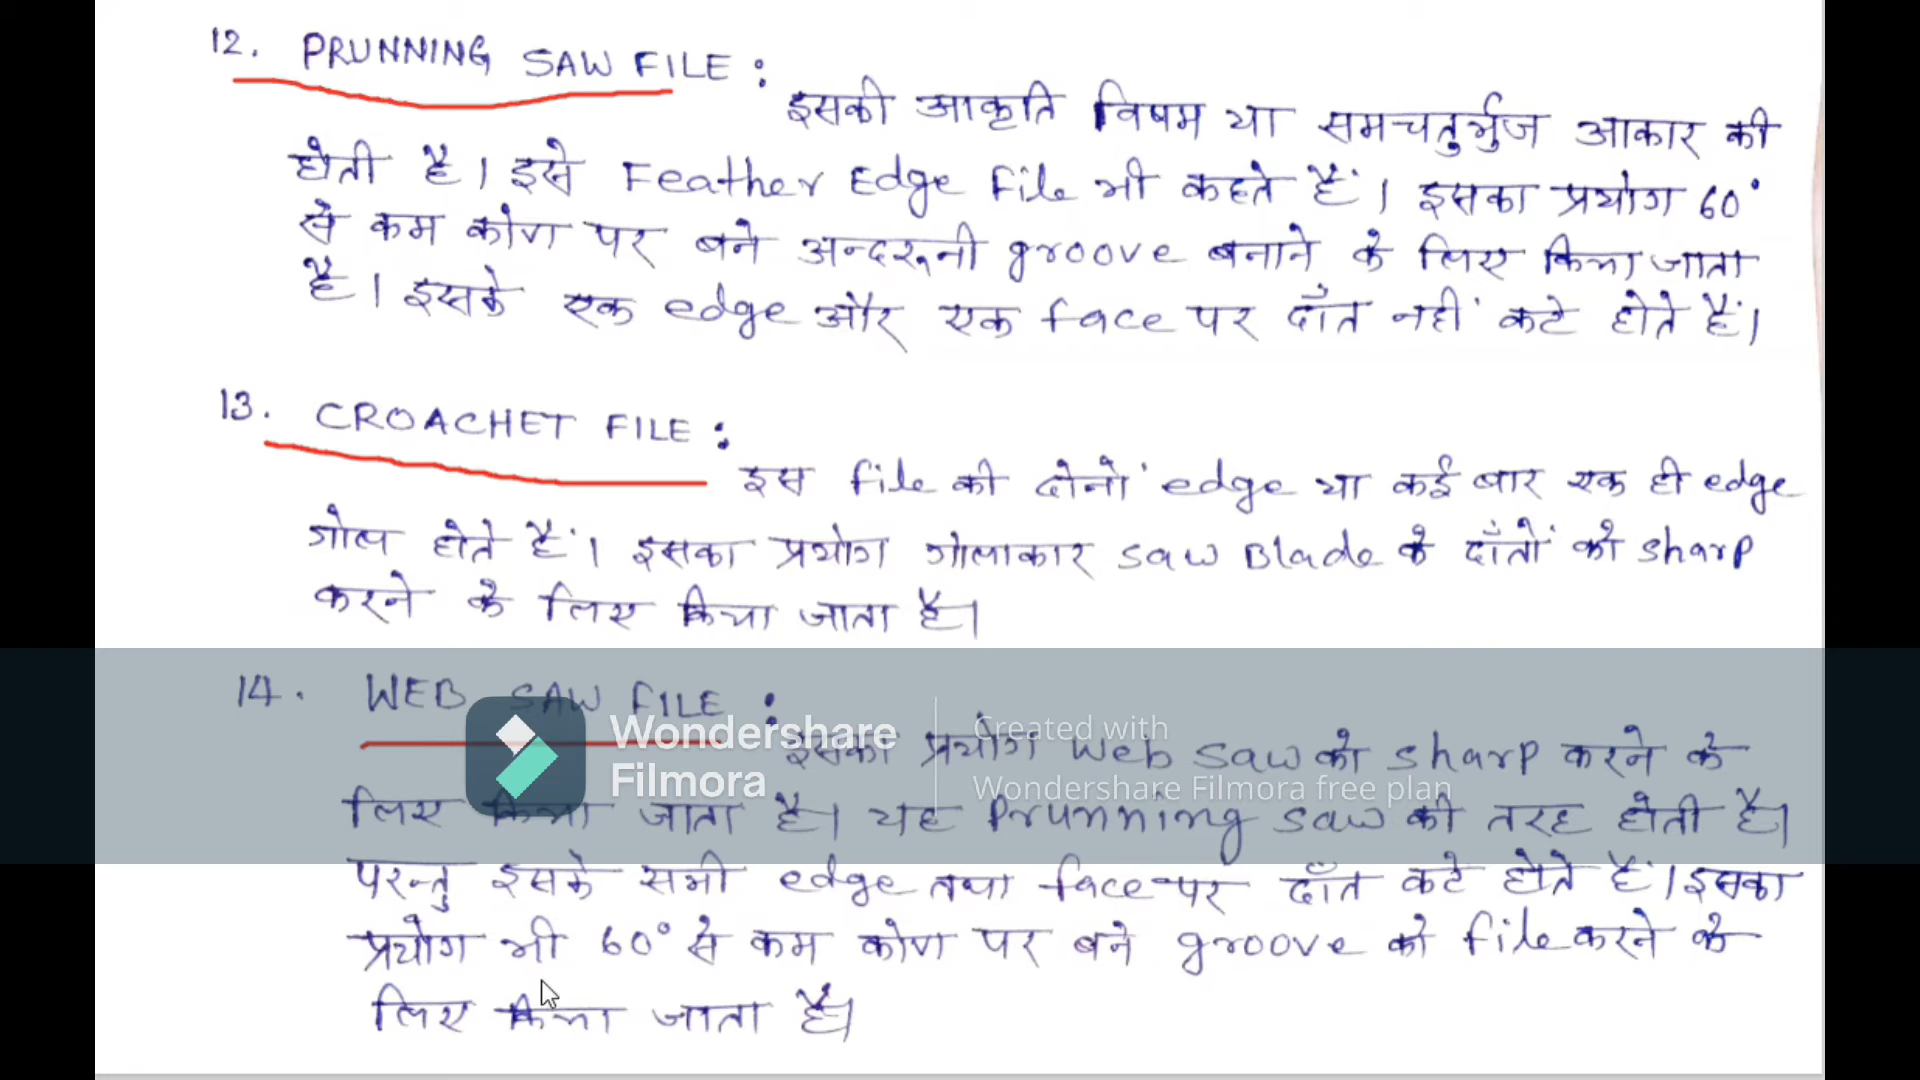 12. PRUNNING SAW FILE :
इसकी आकृति विषम या समचतुर्भुज आकार की
होती है। इसे Feather Edge File भी कहते हैं। इसका प्रयोग 60°
से कम कोण पर बने अन्दरूनी groove बनाने के लिए किया जाता
है। इसके एक edge और एक face पर दाँत नहीं कटे होते हैं।
13. CROACHET FILE :
इस file की दोनों edge या कई बार एक ही edge
गोल होते हैं। इसका प्रयोग गोलाकार saw Blade के दाँतों को sharp
करने के लिए किया जाता है।
14. WEB SAW FILE :
इसका प्रयोग Web saw को sharp करने के
लिए किया जाता है। यह Prunning saw की तरह होती है।
परन्तु इसके सभी edge तथा face पर दाँत कटे होते हैं। इसका
प्रयोग भी 60° से कम कोण पर बने groove को file करने के
लिए किया जाता है।
Wondershare
Filmora
Created with
Wondershare Filmora free plan